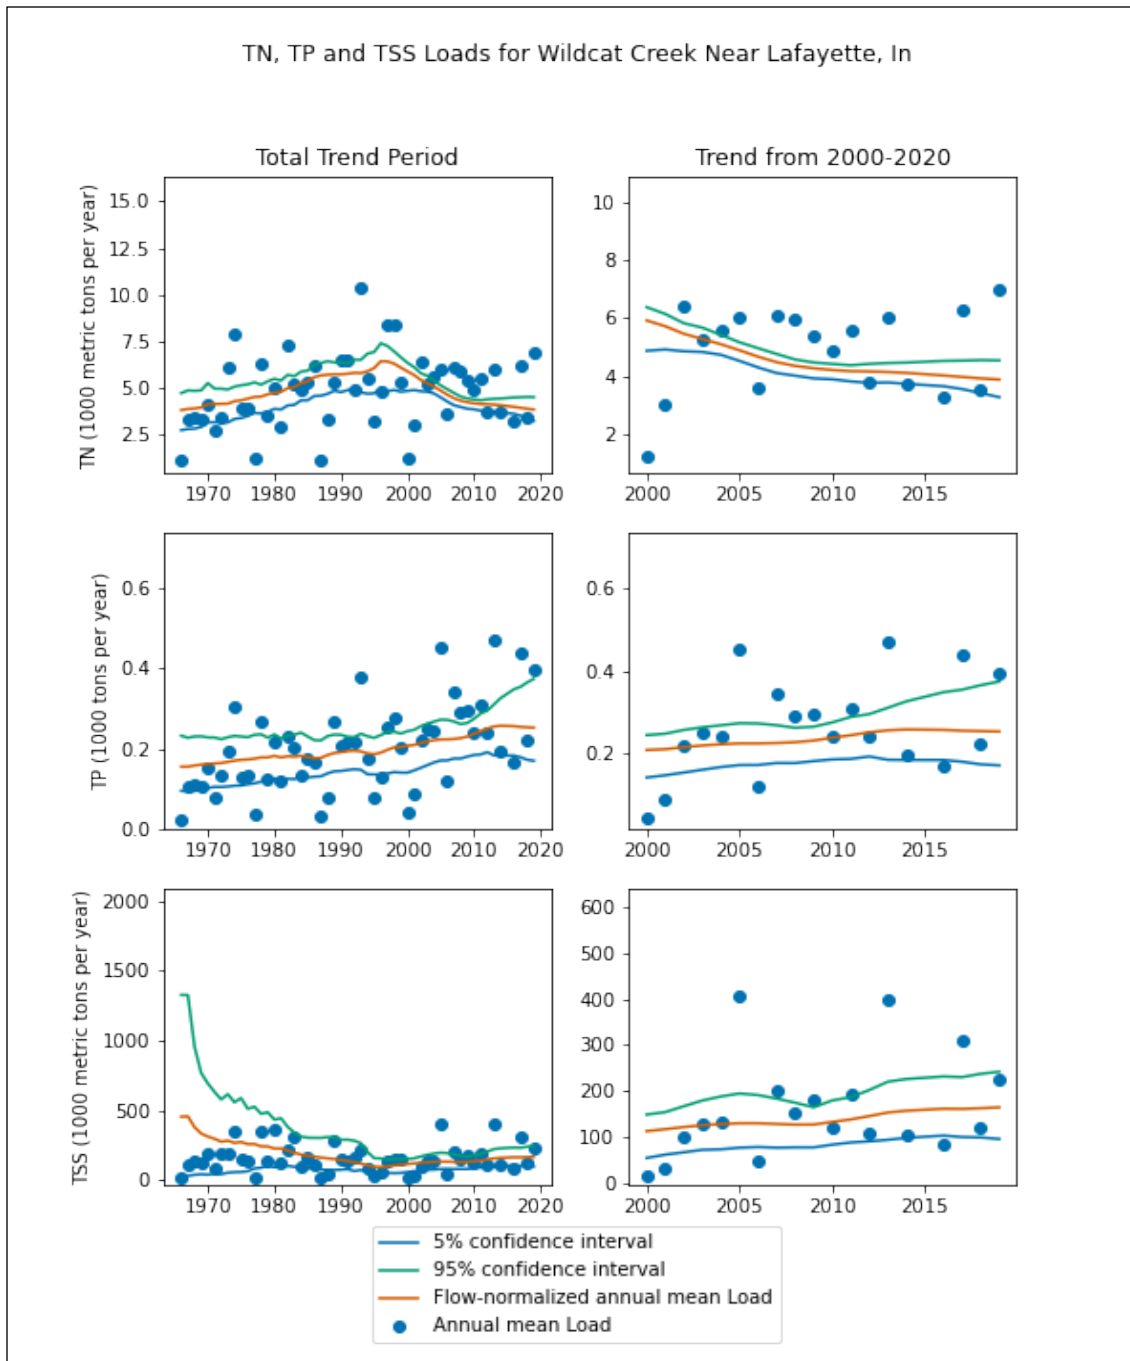 TN, TP and TSS Loads for Wildcat Creek Near Lafayette, In
Total Trend Period
Trend from 2000-2020
TN (1000 metric tons per year)
15.0
12.5
10.0
7.5
5.0
2.5
1970 1980 1990 2000 2010 2020
10
8
6
4
2
2000 2005 2010 2015
TP (1000 tons per year)
0.6
0.4
0.2
0.0
1970 1980 1990 2000 2010 2020
0.6
0.4
0.2
2000 2005 2010 2015
TSS (1000 metric tons per year)
2000
1500
1000
500
0
1970 1980 1990 2000 2010 2020
600
500
400
300
200
100
0
2000 2005 2010 2015
5% confidence interval
95% confidence interval
Flow-normalized annual mean Load
Annual mean Load